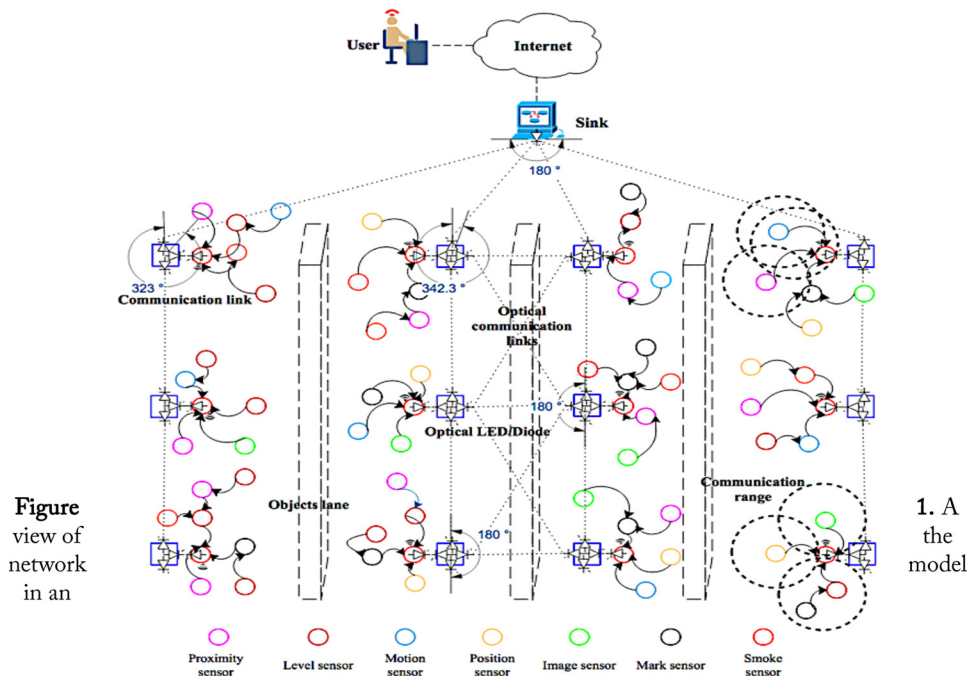 User
Internet
Sink
180 °
323 °
Communication link
342.3 °
Optical
communication
links
180 °
Optical LED/Diode
Objects lane
180 °
Communication
range
Figure
view of
network
in an
1. A
the
model
Proximity
sensor
Level sensor
Motion
sensor
Position
sensor
Image sensor
Mark sensor
Smoke
sensor